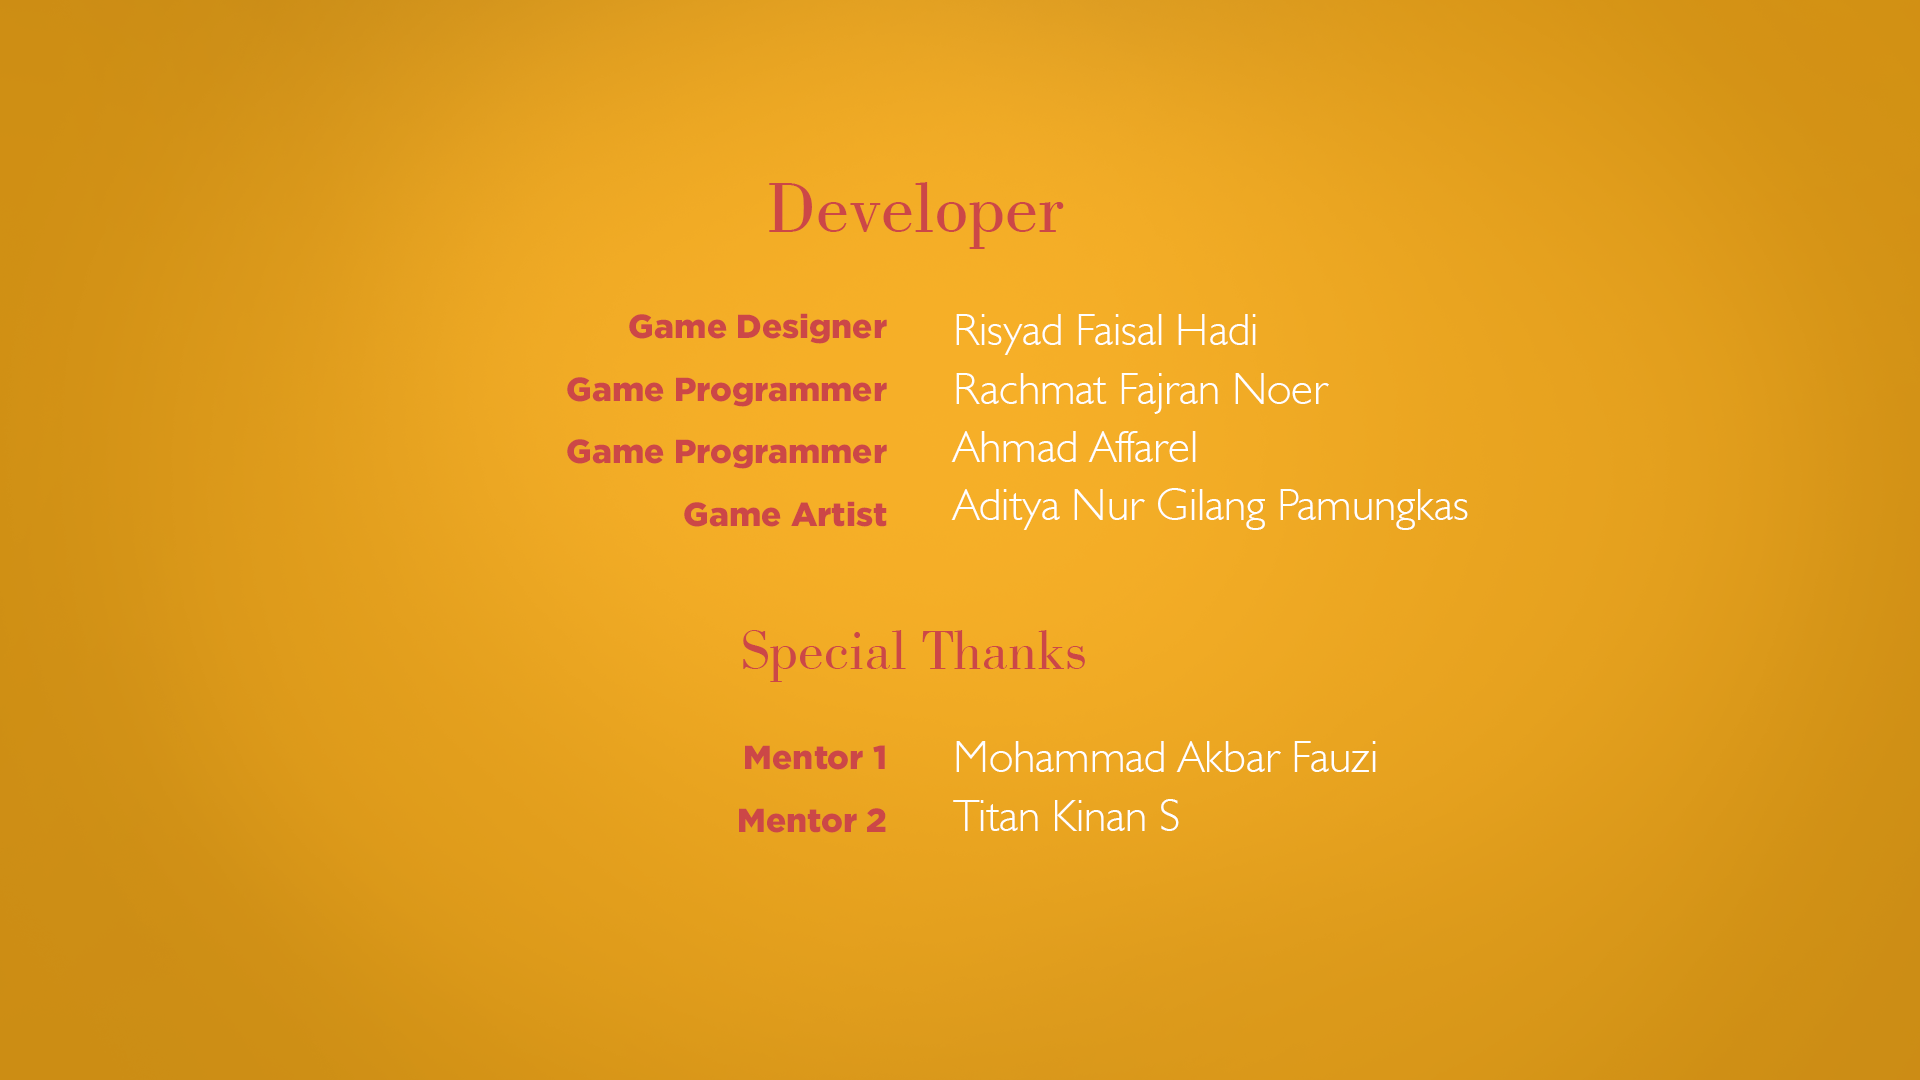 Developer
Game Designer Risyad Faisal Hadi
Game Programmer Rachmat Fajran Noer
Game Programmer Ahmad Affarel
Game Artist Aditya Nur Gilang Pamungkas
Special Thanks
Mentor 1 Mohammad Akbar Fauzi
Mentor 2 Titan Kinan S